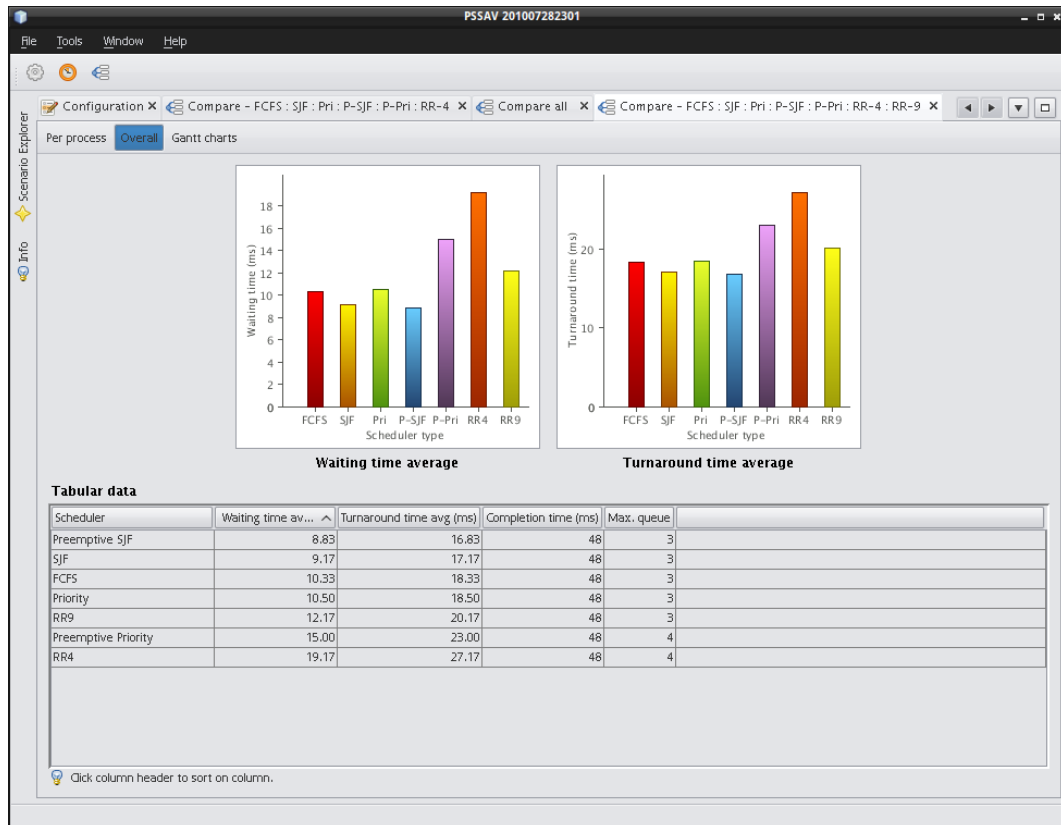 PSSAV 201007282301
File Tools Window Help
Configuration Compare - FCFS : SJF : Pri : P-SJF : P-Pri : RR-4 Compare all Compare - FCFS : SJF : Pri : P-SJF : P-Pri : RR-4 : RR-9
Scenario Explorer
Info
Per process Overall Gantt charts
18
16
14
12
10
8
6
4
2
0
Waiting time (ms)
FCFS SJF Pri P-SJF P-Pri RR4 RR9
Scheduler type
Waiting time average
20
10
0
Turnaround time (ms)
FCFS SJF Pri P-SJF P-Pri RR4 RR9
Scheduler type
Turnaround time average
Tabular data
Scheduler Waiting time av... Turnaround time avg (ms) Completion time (ms) Max. queue
Preemptive SJF 8.83 16.83 48 3
SJF 9.17 17.17 48 3
FCFS 10.33 18.33 48 3
Priority 10.50 18.50 48 3
RR9 12.17 20.17 48 3
Preemptive Priority 15.00 23.00 48 4
RR4 19.17 27.17 48 4
Click column header to sort on column.